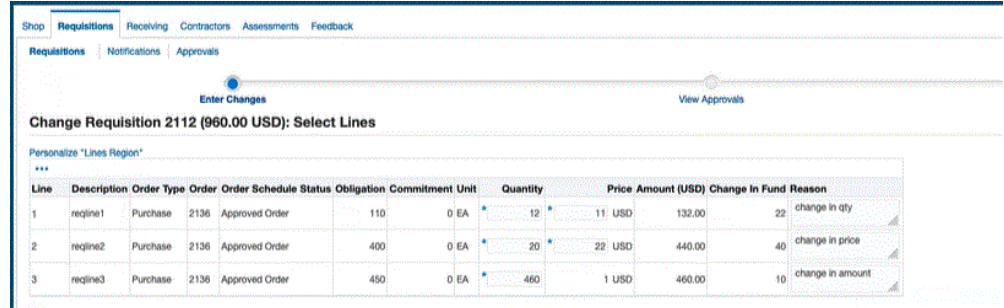 Shop Requisitions Receiving Contractors Assessments Feedback
Requisitions Notifications Approvals
Enter Changes View Approvals
Change Requisition 2112 (960.00 USD): Select Lines
Personalize "Lines Region"
•••
Line Description Order Type Order Order Schedule Status Obligation Commitment Unit Quantity Price Amount (USD) Change In Fund Reason
1 reqline1 Purchase 2136 Approved Order 110 0 EA * 12 * 11 USD 132.00 22 change in qty
2 reqline2 Purchase 2136 Approved Order 400 0 EA * 20 * 22 USD 440.00 40 change in price
3 reqline3 Purchase 2136 Approved Order 450 0 EA * 460 1 USD 460.00 10 change in amount